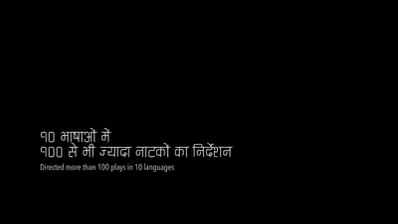 १० भाषाओं में
१०० से भी ज्यादा नाटकों का निर्देशन
Directed more than 100 plays in 10 languages